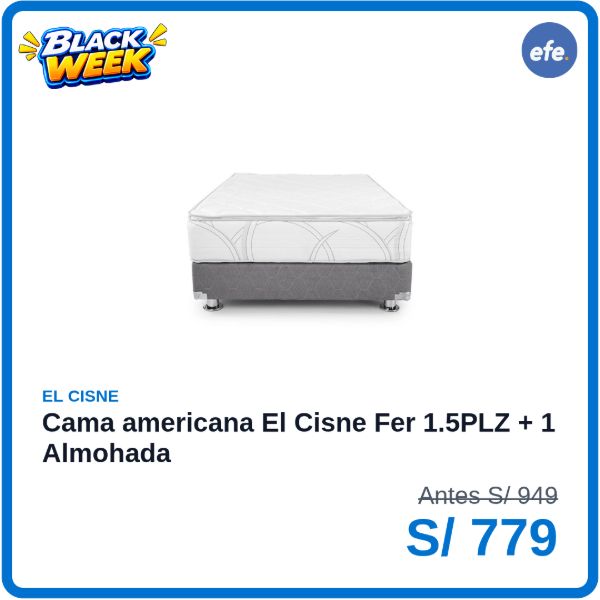 BLACK
WEEK
efe.
EL CISNE
Cama americana El Cisne Fer 1.5PLZ + 1
Almohada
Antes S/ 949
S/ 779